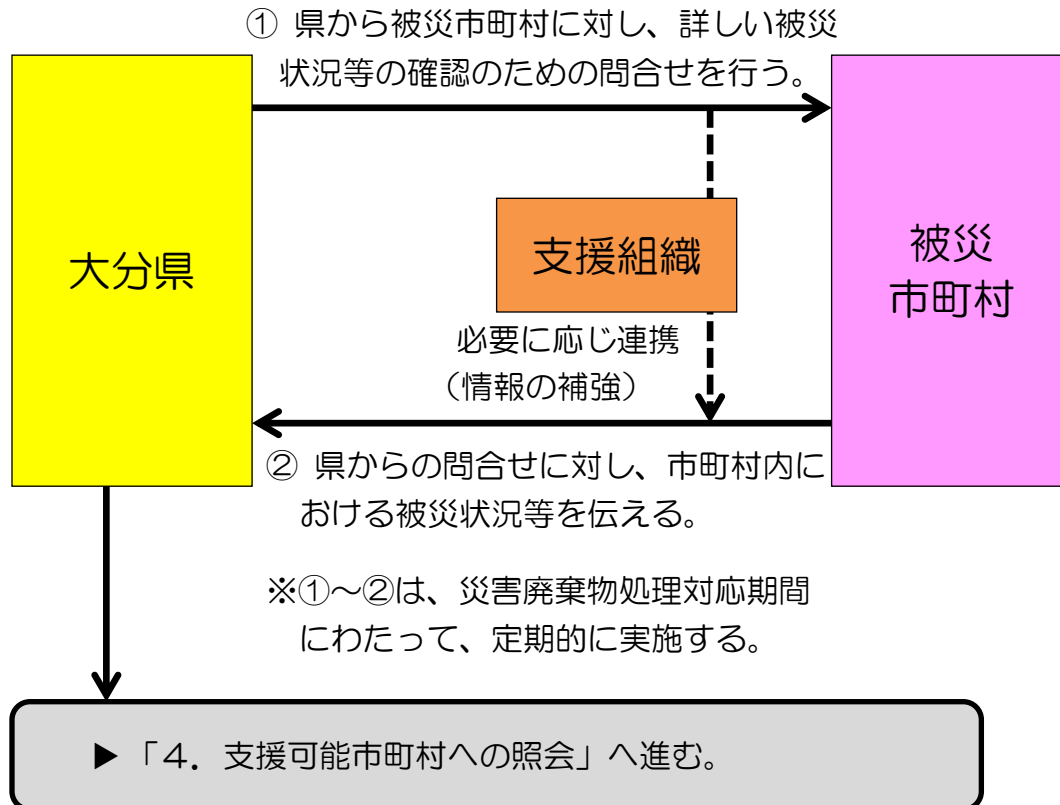 ① 県から被災市町村に対し、詳しい被災
状況等の確認のための問合せを行う。
大分県
支援組織
被災
市町村
必要に応じ連携
（情報の補強）
② 県からの問合せに対し、市町村内に
おける被災状況等を伝える。
※①～②は、災害廃棄物処理対応期間
にわたって、定期的に実施する。
▶「４．支援可能市町村への照会」へ進む。